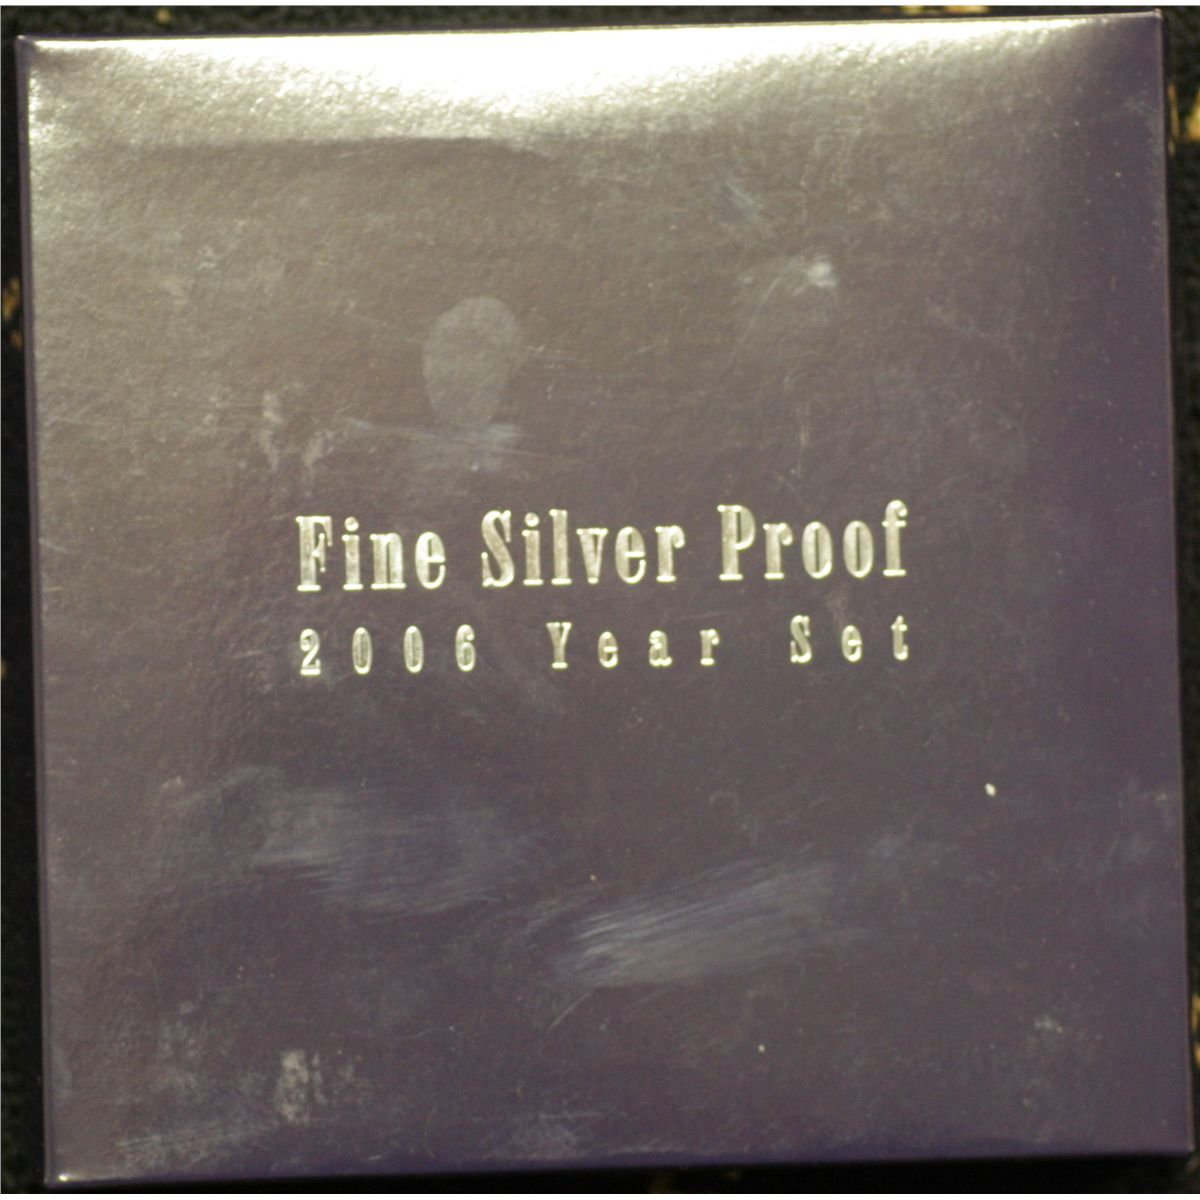 Fine Silver Proof
2006 Year Set